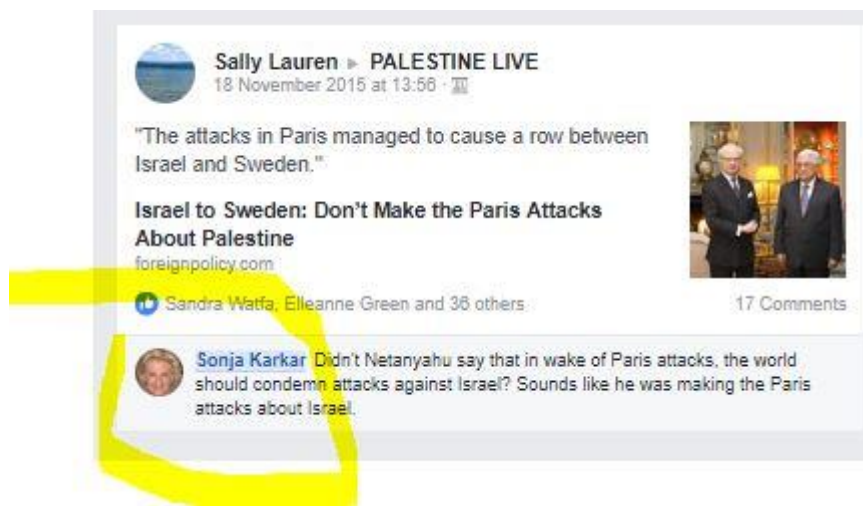 Sally Lauren ▸ PALESTINE LIVE
18 November 2015 at 13:56 ·
"The attacks in Paris managed to cause a row between
Israel and Sweden."
Israel to Sweden: Don't Make the Paris Attacks
About Palestine
foreignpolicy.com
Sandra Watfa, Elleanne Green and 36 others
17 Comments
Sonja Karkar Didn't Netanyahu say that in wake of Paris attacks, the world
should condemn attacks against Israel? Sounds like he was making the Paris
attacks about Israel.